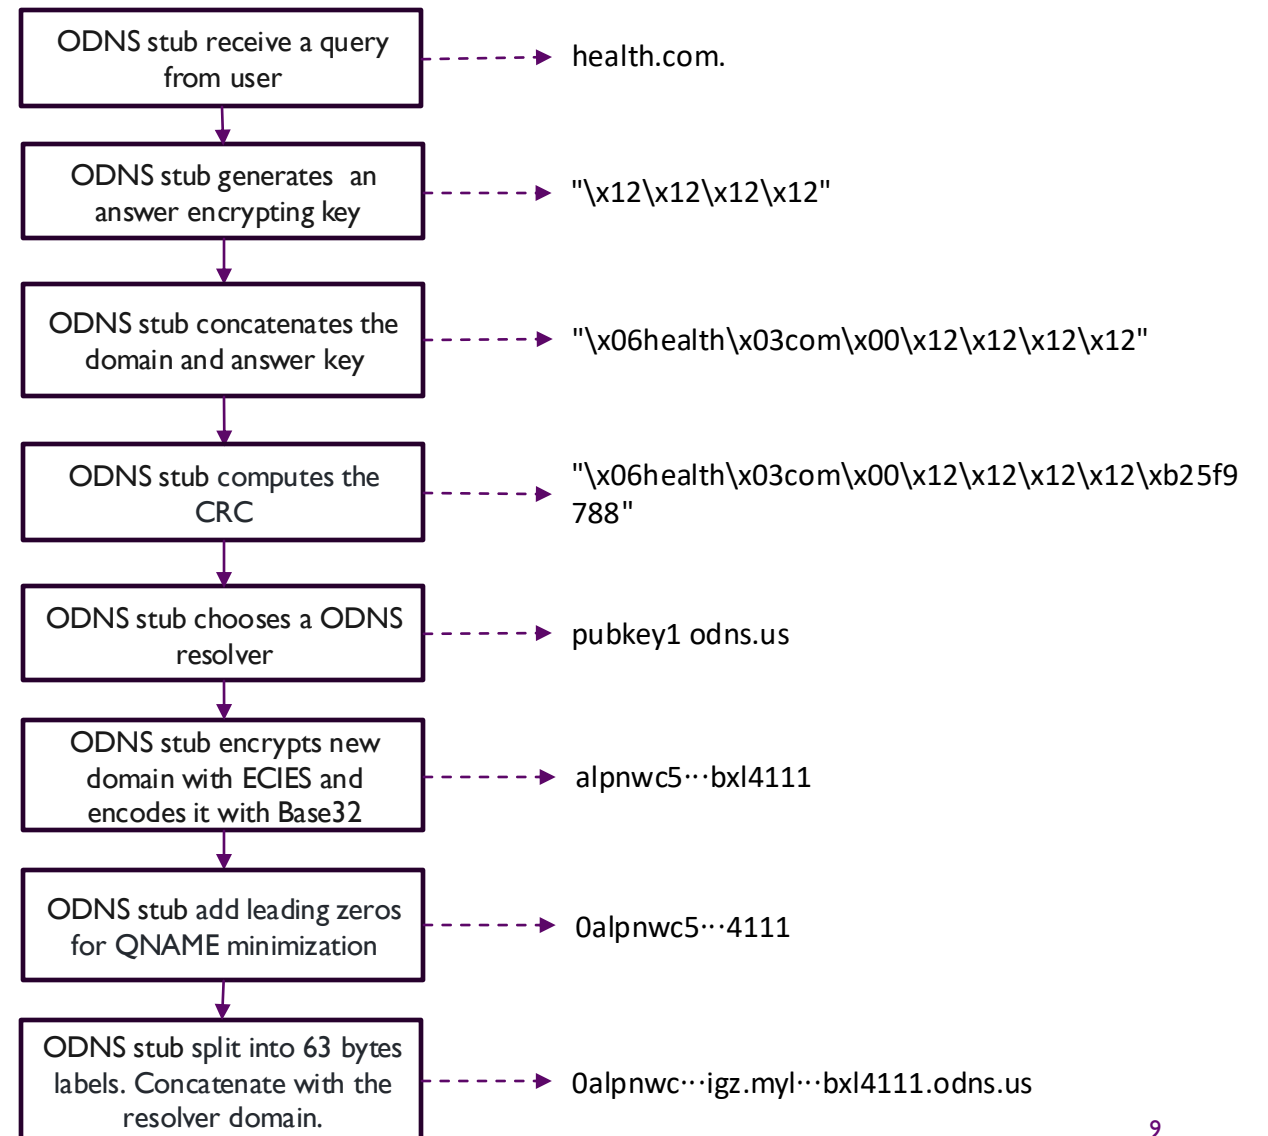 ODNS stub receive a query
from user
health.com.
ODNS stub generates an
answer encrypting key
"\x12\x12\x12\x12"
ODNS stub concatenates the
domain and answer key
"\x06health\x03com\x00\x12\x12\x12\x12"
ODNS stub computes the
CRC
"\x06health\x03com\x00\x12\x12\x12\x12\xb25f9
788"
ODNS stub chooses a ODNS
resolver
pubkey1 odns.us
ODNS stub encrypts new
domain with ECIES and
encodes it with Base32
alpnwc5···bxl4111
ODNS stub add leading zeros
for QNAME minimization
0alpnwc5···4111
ODNS stub split into 63 bytes
labels. Concatenate with the
resolver domain.
0alpnwc···igz.myl···bxl4111.odns.us
9